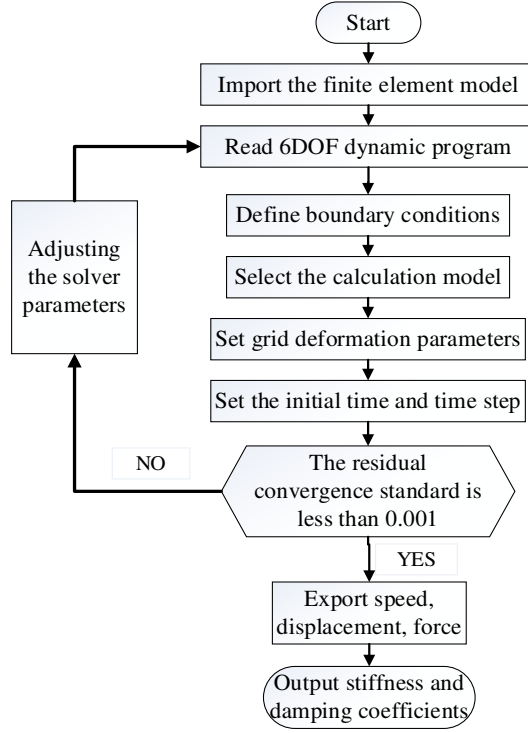 Start
Import the finite element model
Read 6DOF dynamic program
Define boundary conditions
Adjusting
the solver
parameters
Select the calculation model
Set grid deformation parameters
Set the initial time and time step
NO
The residual
convergence standard is
less than 0.001
YES
Export speed,
displacement, force
Output stiffness and
damping coefficients